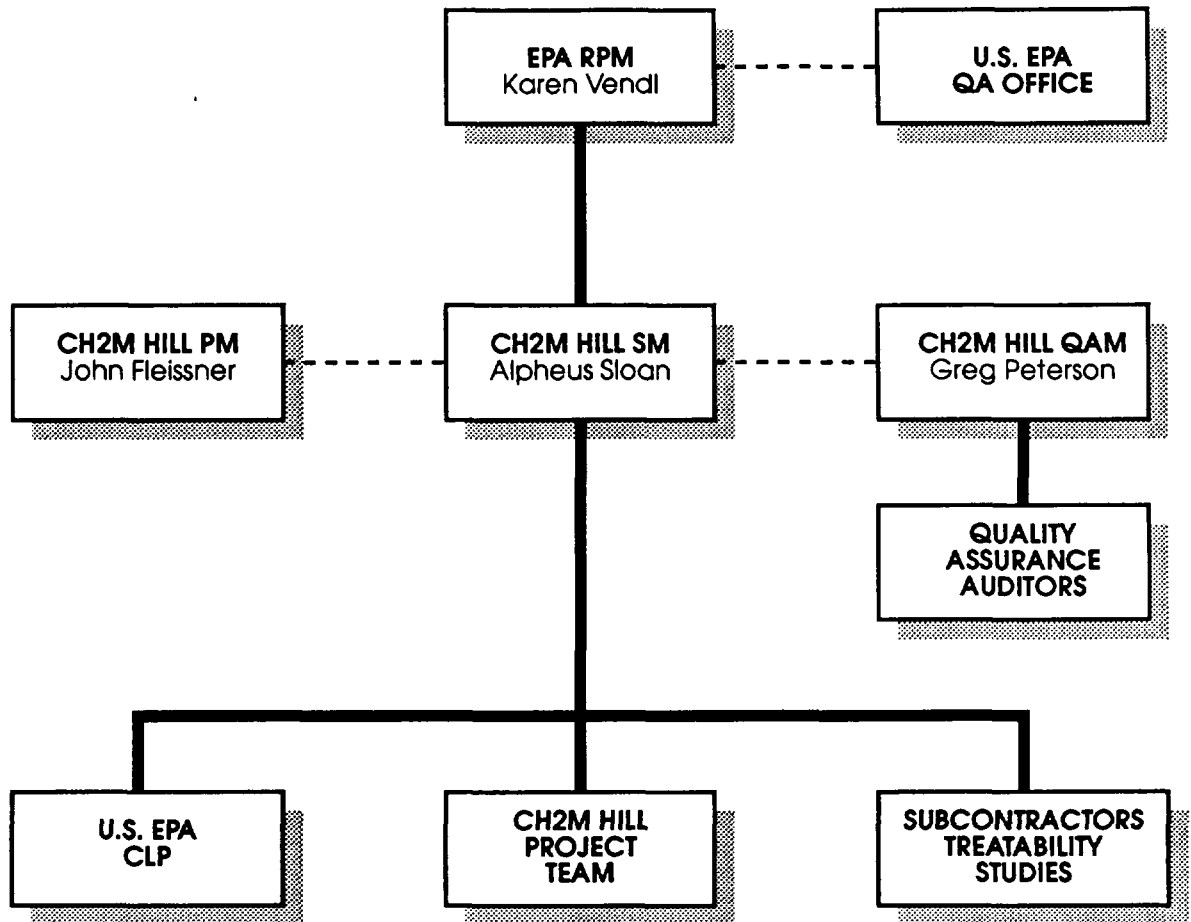 EPA RPM
Karen Vendl
U.S. EPA
QA OFFICE
CH2M HILL PM
John Fleissner
CH2M HILL SM
Alpheus Sloan
CH2M HILL QAM
Greg Peterson
QUALITY
ASSURANCE
AUDITORS
U.S. EPA
CLP
CH2M HILL
PROJECT
TEAM
SUBCONTRACTORS
TREATABILITY
STUDIES